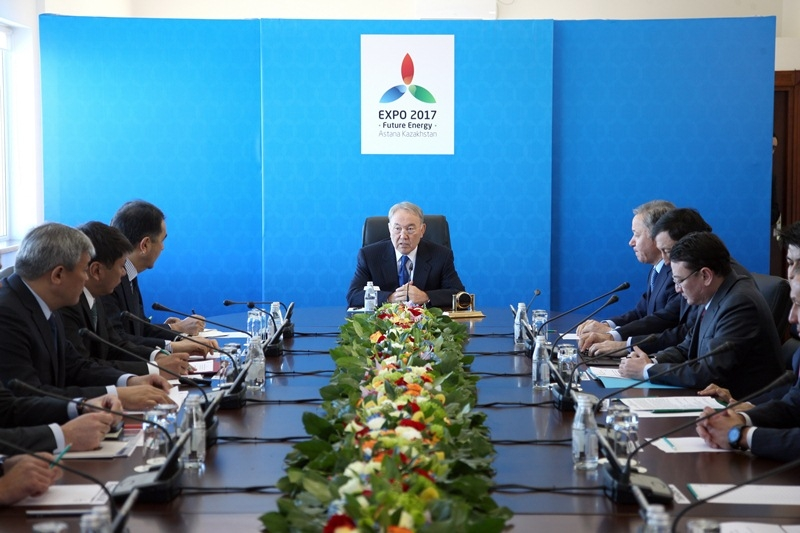 EXPO 2017
- Future Energy -
Astana Kazakhstan